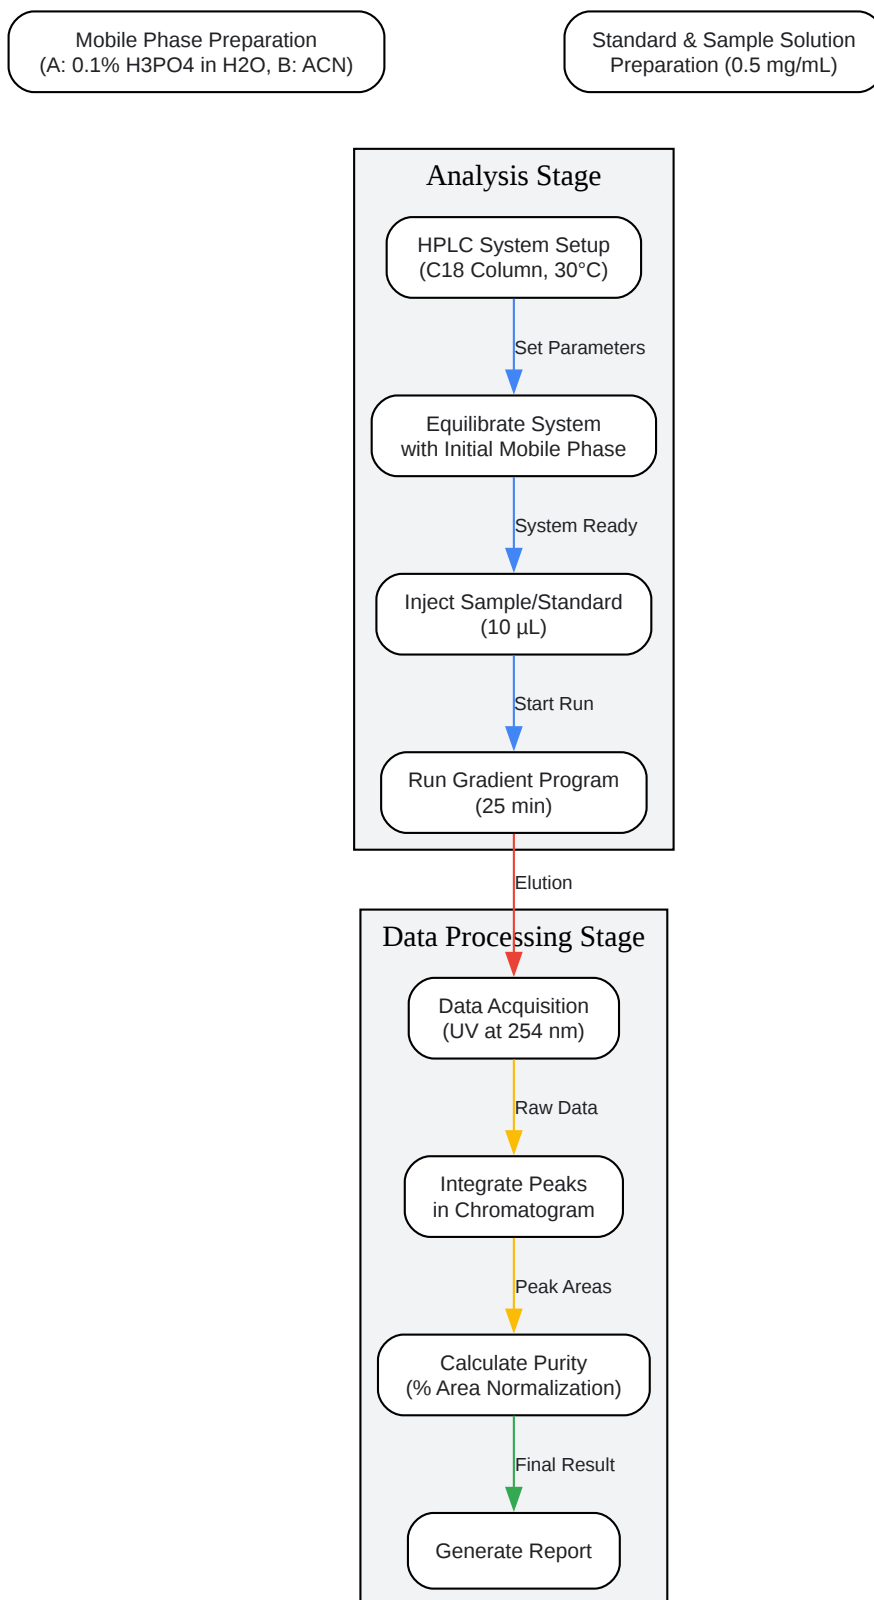 Mobile Phase Preparation
(A: 0.1% H3PO4 in H2O, B: ACN)
Standard & Sample Solution
Preparation (0.5 mg/mL)
Analysis Stage
HPLC System Setup
(C18 Column, 30°C)
Set Parameters
Equilibrate System
with Initial Mobile Phase
System Ready
Inject Sample/Standard
(10 µL)
Start Run
Run Gradient Program
(25 min)
Elution
Data Processing Stage
Data Acquisition
(UV at 254 nm)
Raw Data
Integrate Peaks
in Chromatogram
Peak Areas
Calculate Purity
(% Area Normalization)
Final Result
Generate Report